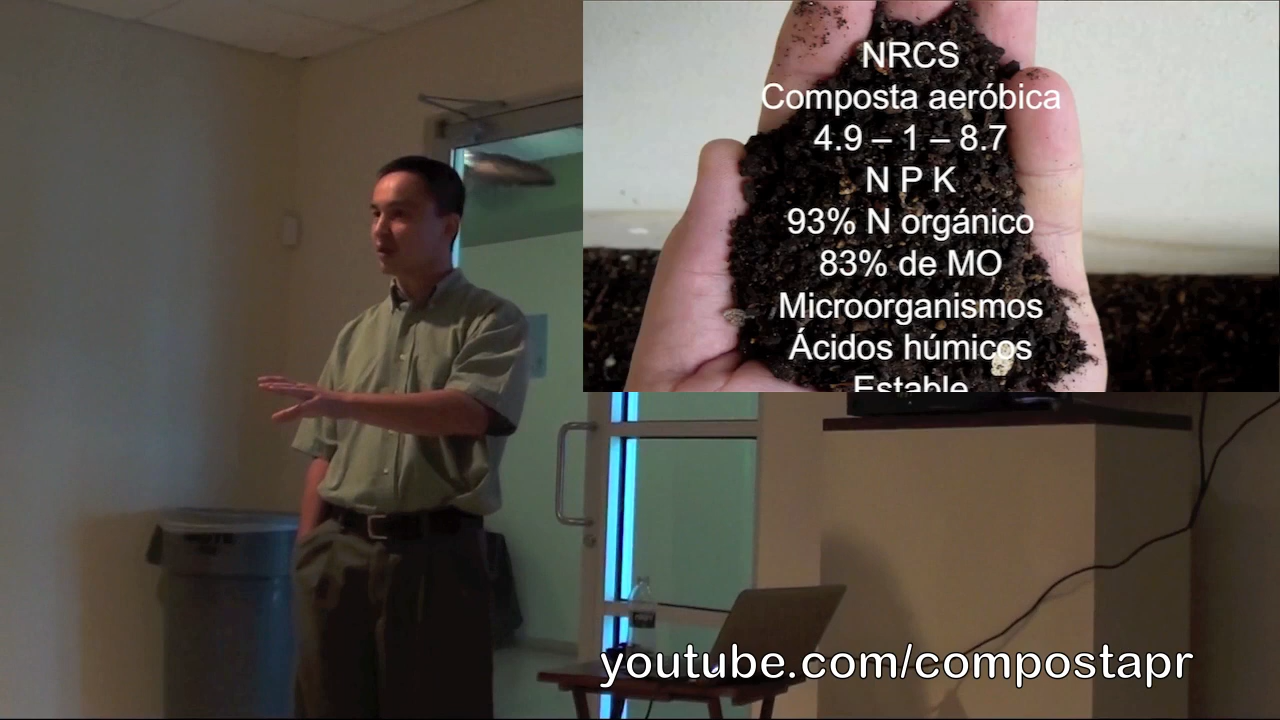 NRCS
Composta aeróbica
4.9 – 1 – 8.7
N P K
93% N orgánico
83% de MO
Microorganismos
Ácidos húmicos
Estable
youtube.com/compostapr